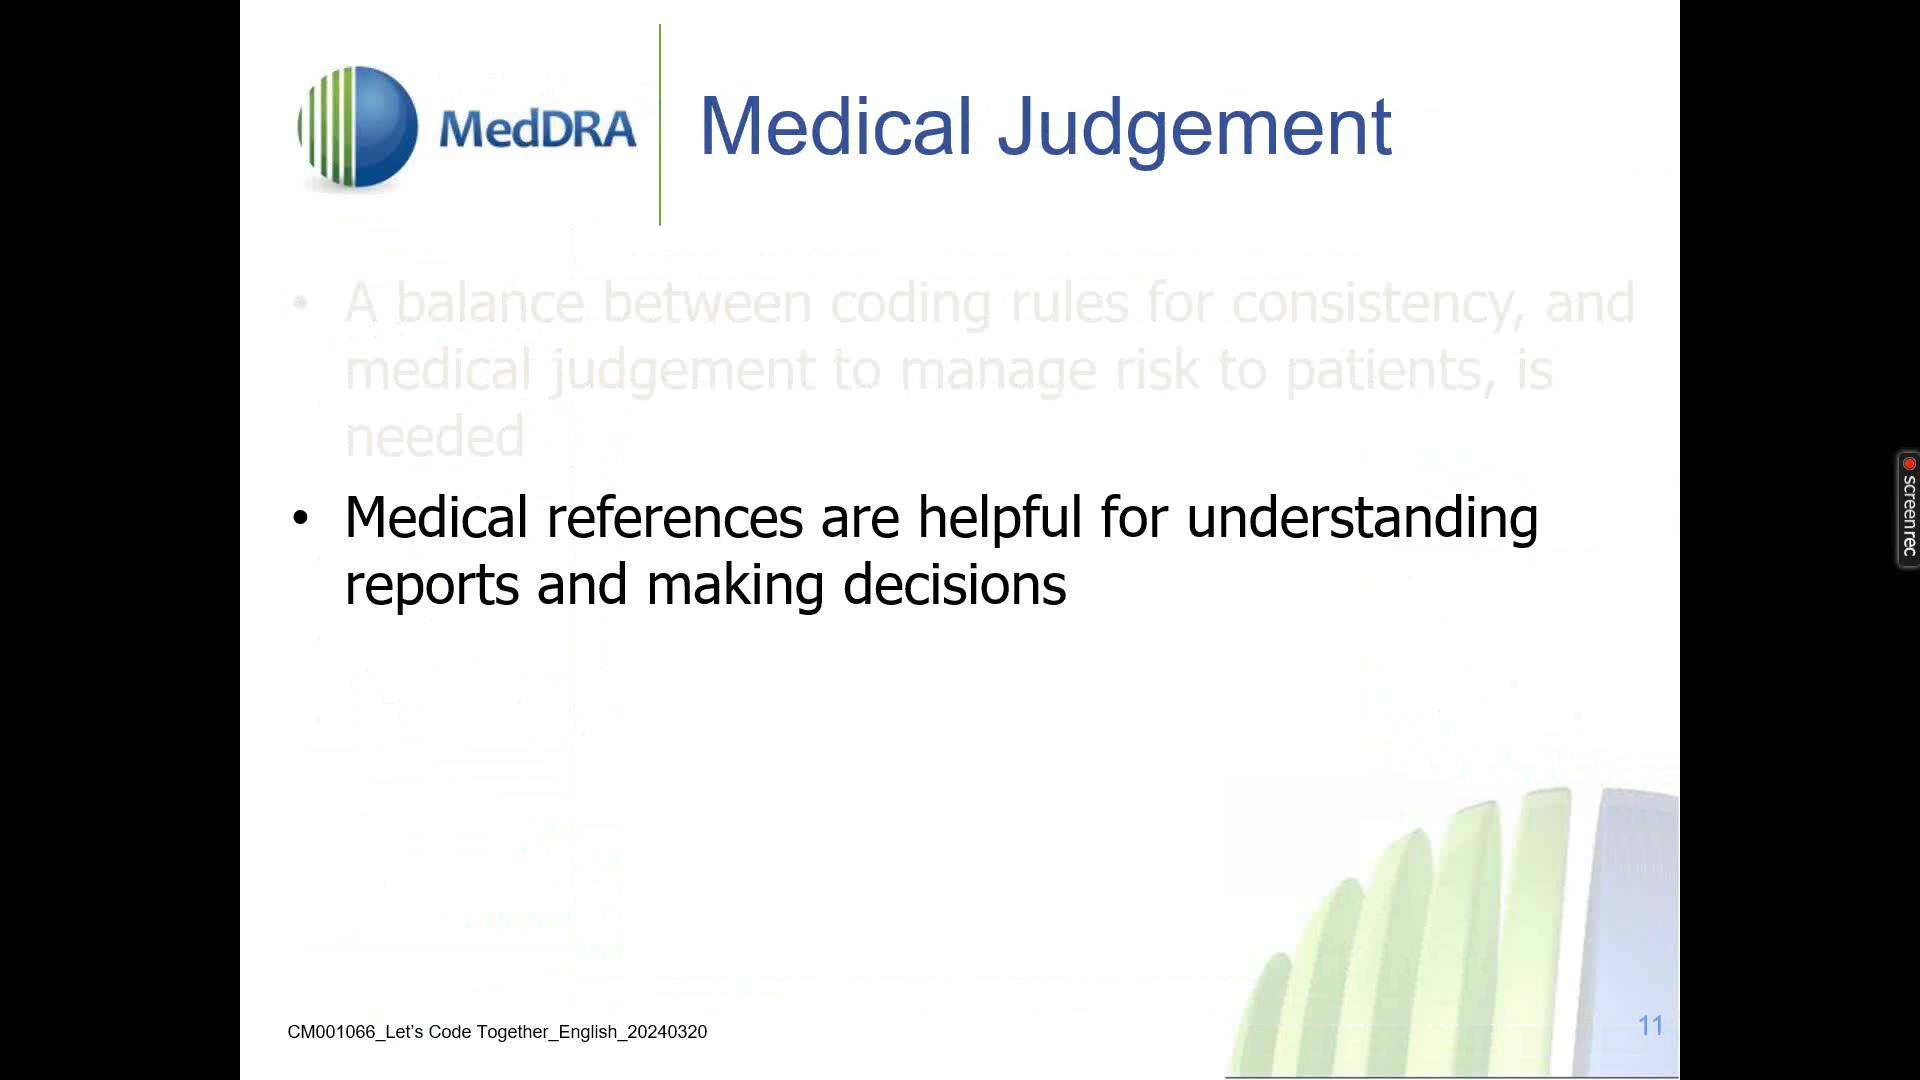 MedDRA
Medical Judgement
• A balance between coding rules for consistency, and
medical judgement to manage risk to patients, is
needed
• Medical references are helpful for understanding
reports and making decisions
screenrec
CM001066_Let’s Code Together_English_20240320
11